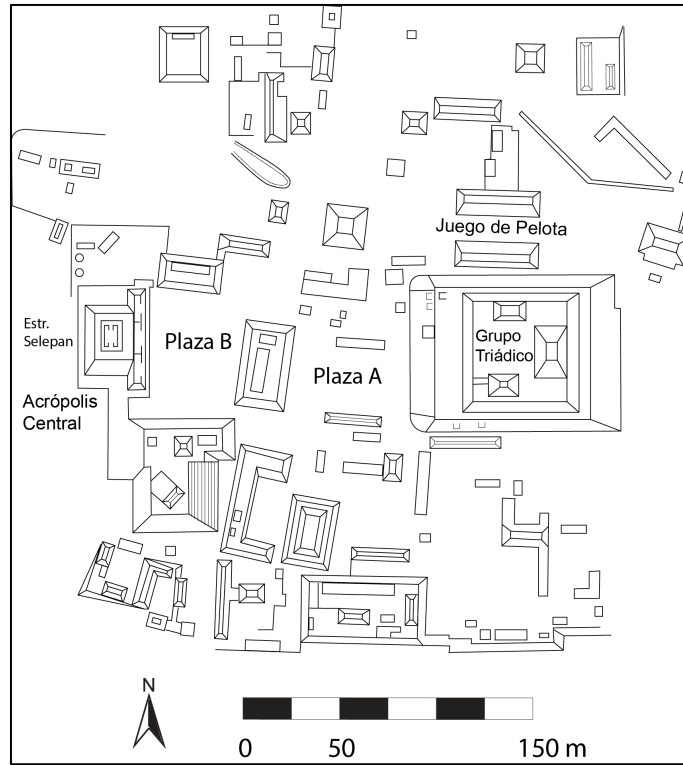 Juego de Pelota
Estr.
Selepan
Plaza B
Grupo
Triádico
Plaza A
Acrópolis
Central
N
0 50 150 m